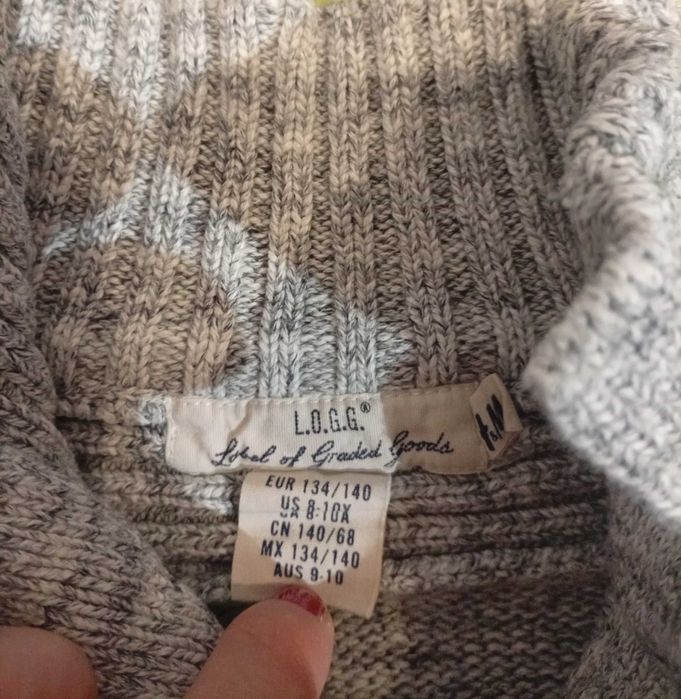 L.O.G.G.®
Label of Graded Goods
H&M
EUR 134/140
US 8-10X
CN 140/68
MX 134/140
AUS 9-10